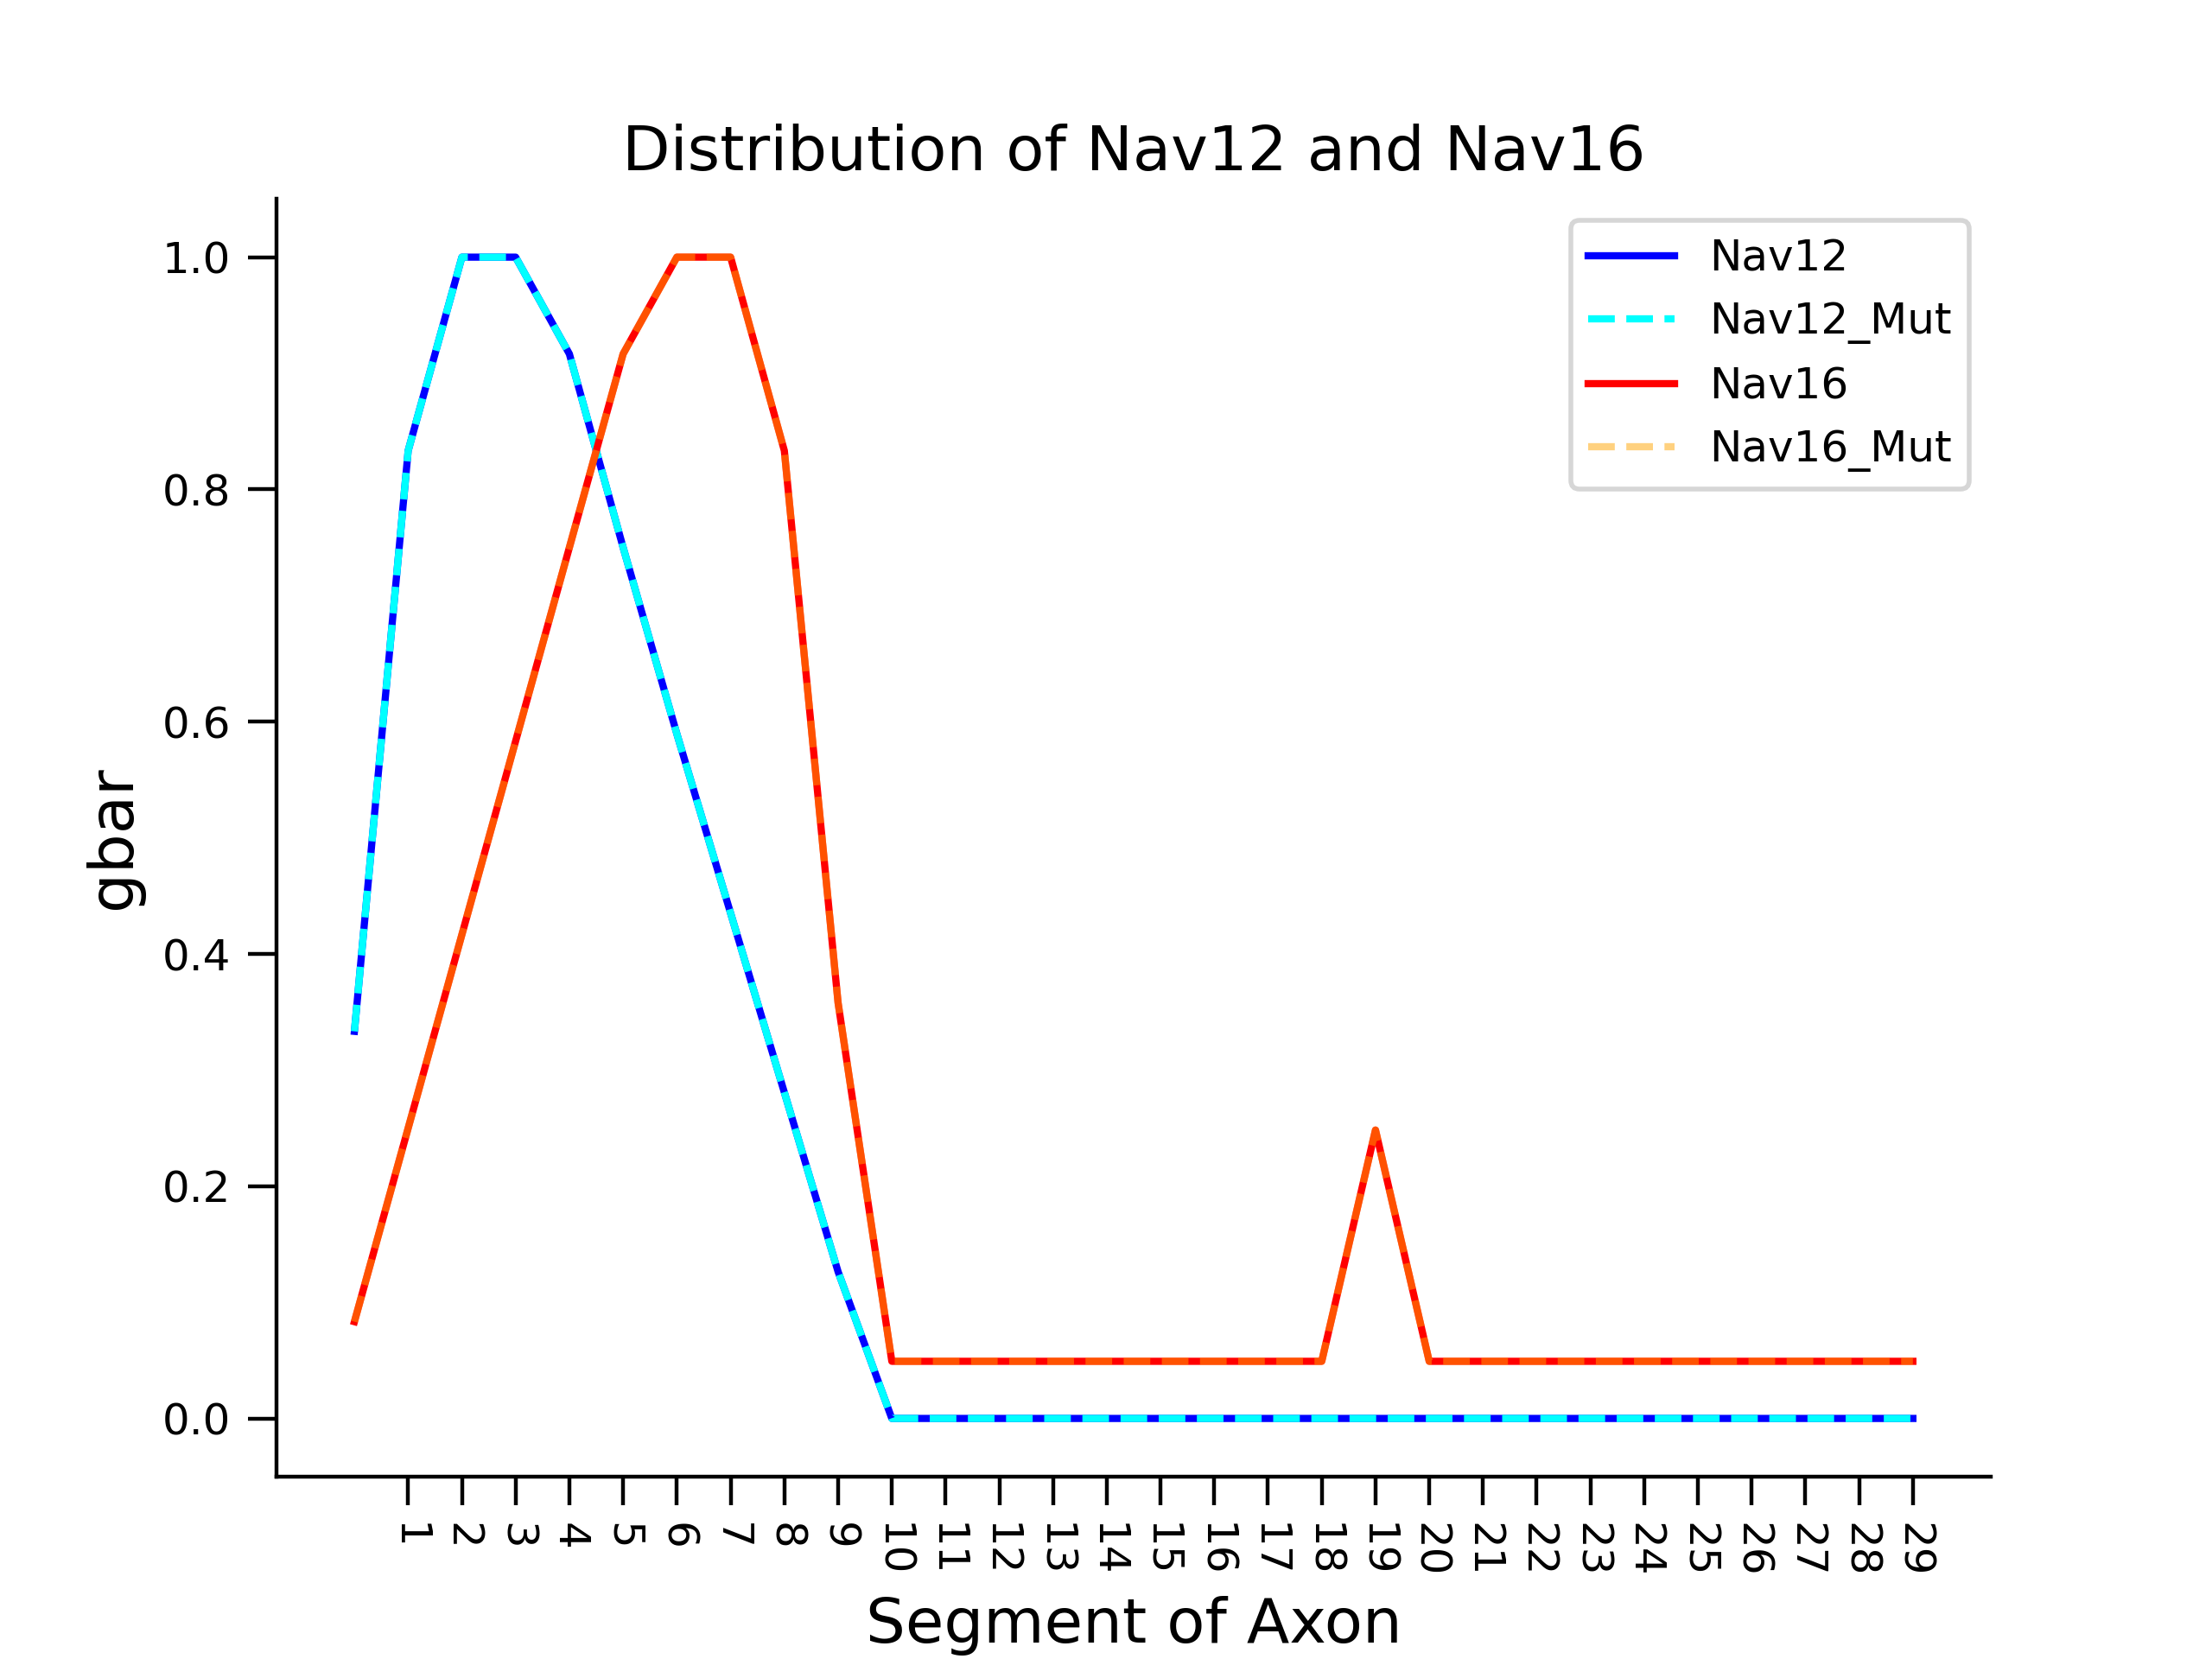 Distribution of Nav12 and Nav16
Nav12
Nav12_Mut
Nav16
Nav16_Mut
gbar
1.0
0.8
0.6
0.4
0.2
0.0
1 2 3 4 5 6 7 8 9 10 11 12 13 14 15 16 17 18 19 20 21 22 23 24 25 26 27 28 29
Segment of Axon